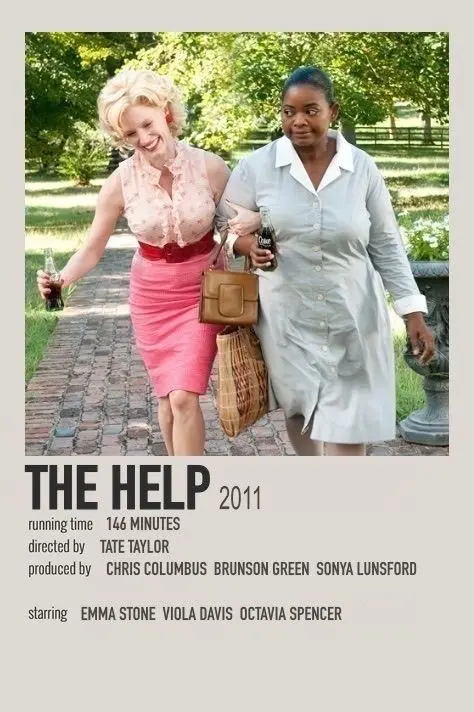 Coke
THE HELP 2011
running time 146 MINUTES
directed by TATE TAYLOR
produced by CHRIS COLUMBUS BRUNSON GREEN SONYA LUNSFORD
starring EMMA STONE VIOLA DAVIS OCTAVIA SPENCER